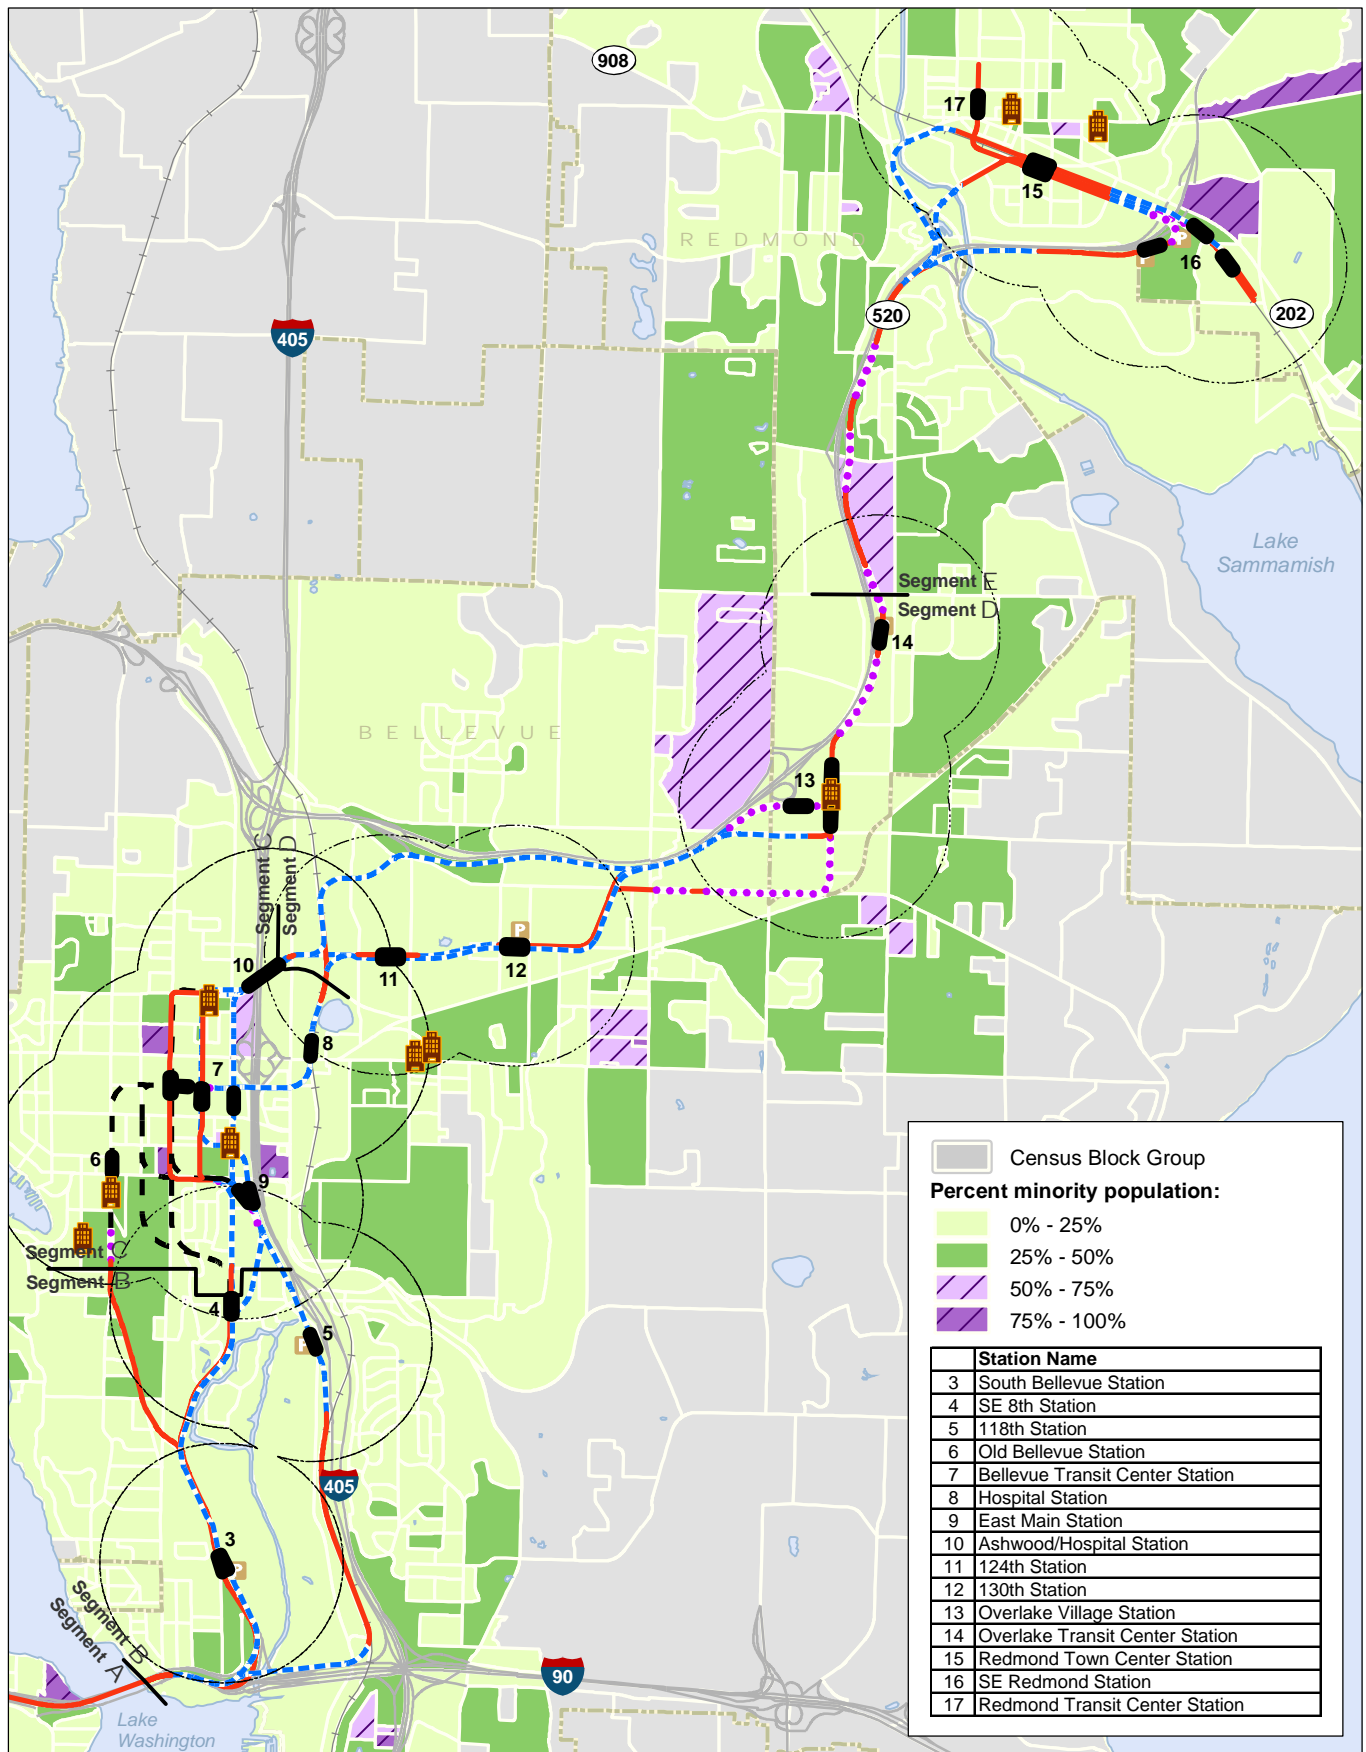 908
17
15
REDMOND
16
P
P
202
520
405
Lake
Sammamish
Segment E
Segment D
14
BELLEVUE
13
Segment C
Segment D
P
10
11
12
8
7
6
9
Segment C
Segment B
4
5
P
405
3
P
Segment B
Segment A
90
Lake
Washington
Census Block Group
Percent minority population:
0% - 25%
25% - 50%
50% - 75%
75% - 100%
Station Name
3 South Bellevue Station
4 SE 8th Station
5 118th Station
6 Old Bellevue Station
7 Bellevue Transit Center Station
8 Hospital Station
9 East Main Station
10 Ashwood/Hospital Station
11 124th Station
12 130th Station
13 Overlake Village Station
14 Overlake Transit Center Station
15 Redmond Town Center Station
16 SE Redmond Station
17 Redmond Transit Center Station